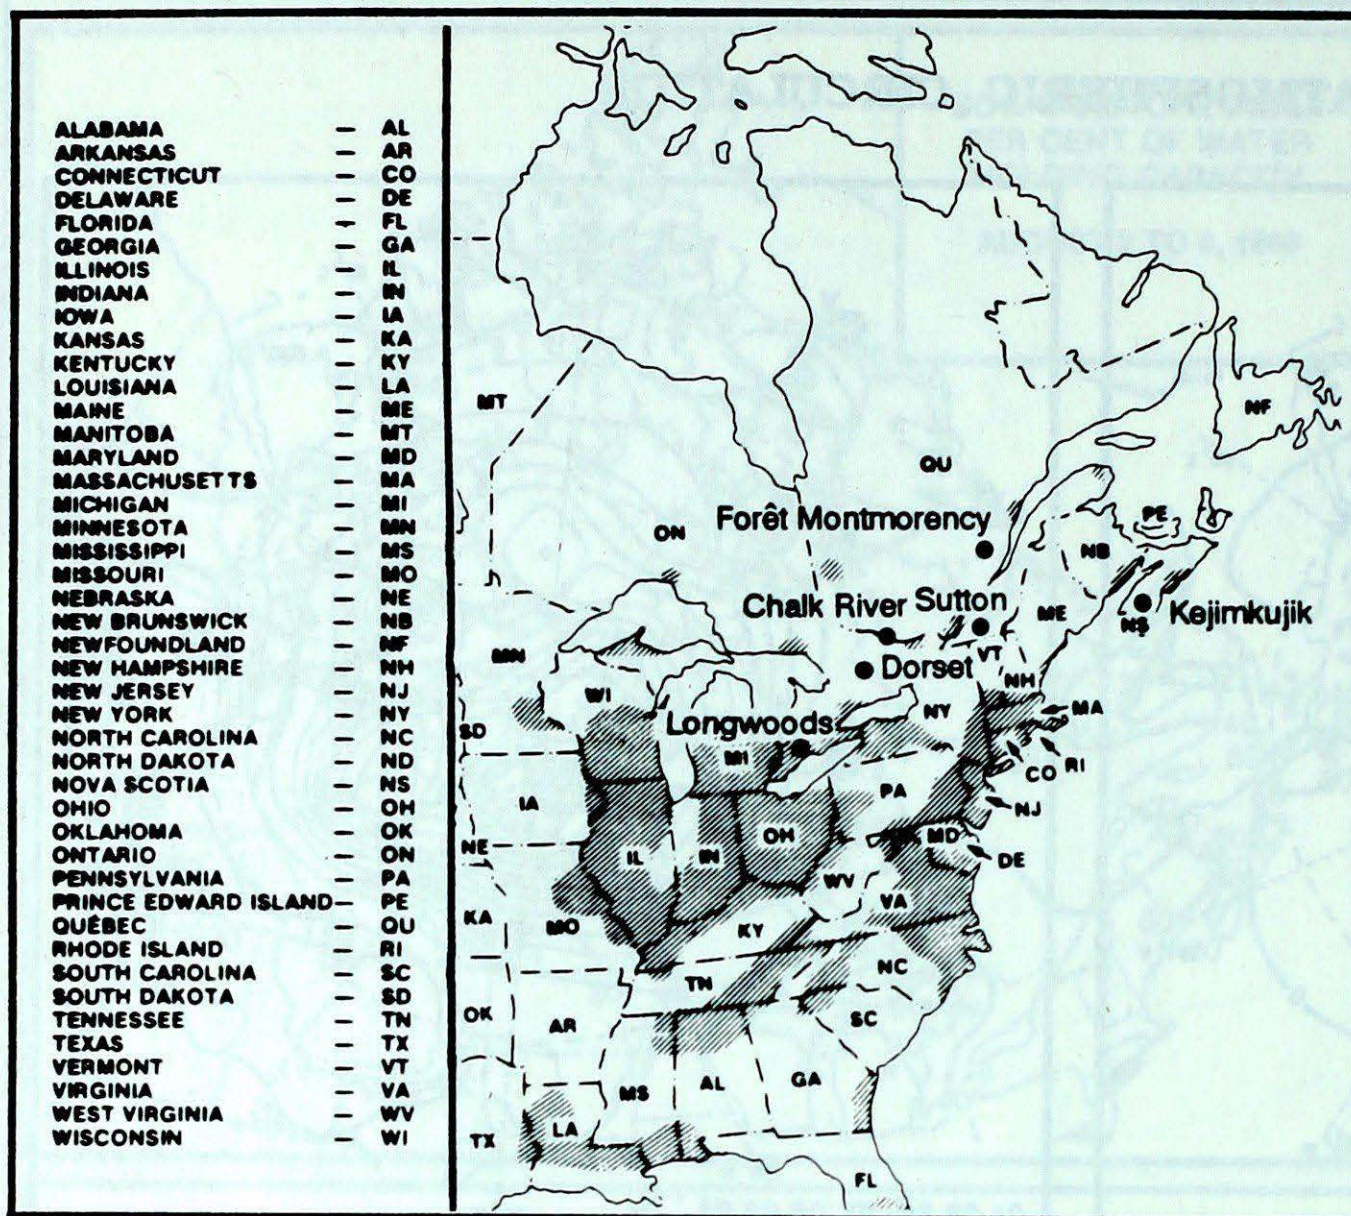 ALABAMA — AL
ARKANSAS — AR
CONNECTICUT — CO
DELAWARE — DE
FLORIDA — FL
GEORGIA — GA
ILLINOIS — IL
INDIANA — IN
IOWA — IA
KANSAS — KA
KENTUCKY — KY
LOUISIANA — LA
MAINE — ME
MANITOBA — MT
MARYLAND — MD
MASSACHUSETTS — MA
MICHIGAN — MI
MINNESOTA — MN
MISSISSIPPI — MS
MISSOURI — MO
NEBRASKA — NE
NEW BRUNSWICK — NB
NEWFOUNDLAND — NF
NEW HAMPSHIRE — NH
NEW JERSEY — NJ
NEW YORK — NY
NORTH CAROLINA — NC
NORTH DAKOTA — ND
NOVA SCOTIA — NS
OHIO — OH
OKLAHOMA — OK
ONTARIO — ON
PENNSYLVANIA — PA
PRINCE EDWARD ISLAND — PE
QUÉBEC — QU
RHODE ISLAND — RI
SOUTH CAROLINA — SC
SOUTH DAKOTA — SD
TENNESSEE — TN
TEXAS — TX
VERMONT — VT
VIRGINIA — VA
WEST VIRGINIA — WV
WISCONSIN — WI
MT
NF
QU
Forêt Montmorency
PE
ON
NB
Chalk River
Sutton
ME
NS
Kejimkujik
MN
VT
Dorset
NH
WI
NY
MA
SD
Longwoods
MI
CO
RI
IA
PA
NJ
NE
IL
IN
OH
MD
DE
WV
KA
MO
KY
VA
TN
NC
OK
AR
SC
MS
AL
GA
TX
LA
FL